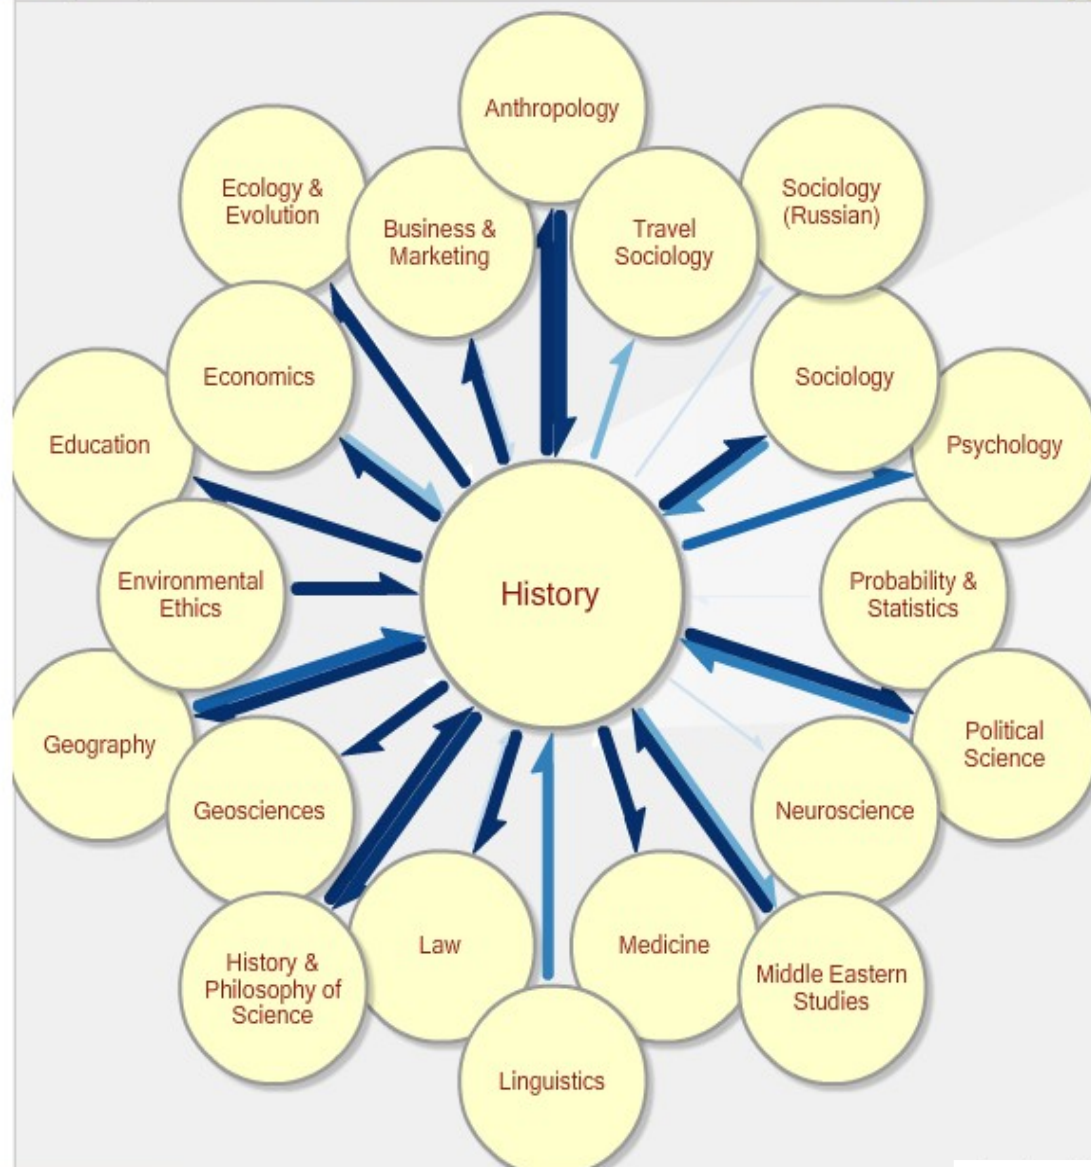 Anthropology
Ecology &
Evolution
Sociology
(Russian)
Business &
Marketing
Travel
Sociology
Economics
Sociology
Education
Psychology
Environmental
Ethics
History
Probability &
Statistics
Geography
Political
Science
Geosciences
Neuroscience
Law
Medicine
History &
Philosophy of
Science
Middle Eastern
Studies
Linguistics